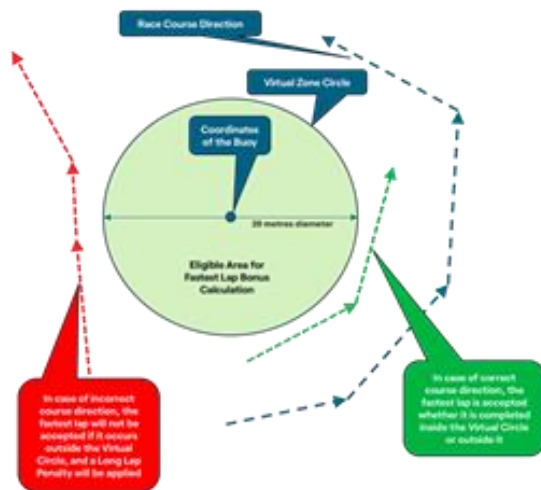 Race Course Direction
Virtual Zone Circle
Coordinates
of the Buoy
20 metres diameter
Eligible Area for
Fastest Lap Bonus
Calculation
In case of incorrect
course direction, the
fastest lap will not be
accepted if it occurs
outside the Virtual
Circle, and a Long Lap
Penalty will be applied
In case of correct
course direction, the
fastest lap is accepted
whether it is completed
inside the Virtual Circle
or outside it